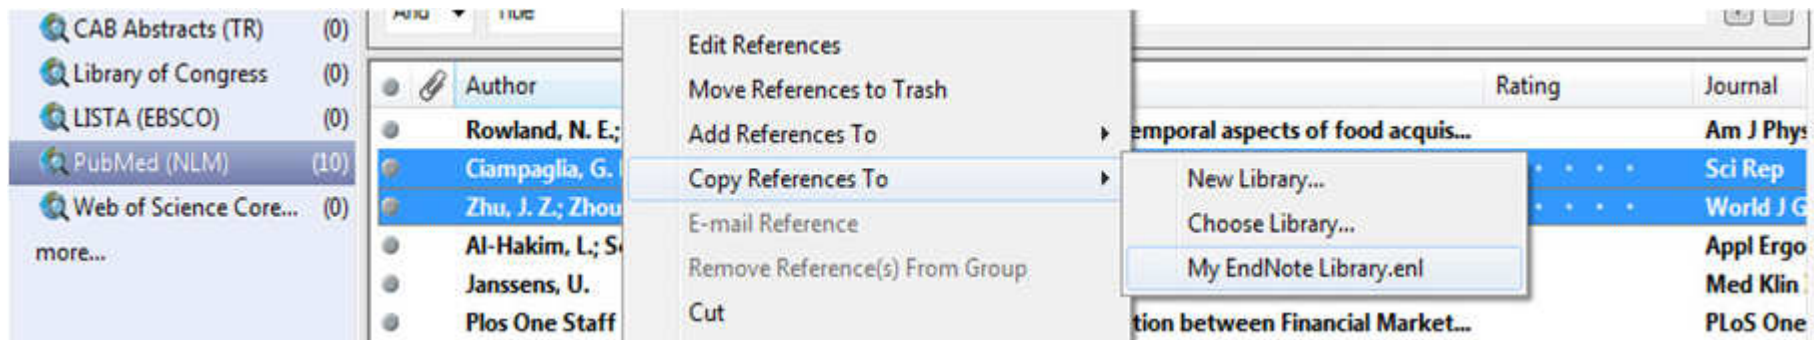 CAB Abstracts (TR) (0)
Library of Congress (0)
LISTA (EBSCO) (0)
PubMed (NLM) (10)
Web of Science Core... (0)
more...
And Title
Author Rating Journal
Rowland, N. E.; emporal aspects of food acquis... Am J Phys
Ciampaglia, G. Sci Rep
Zhu, J. Z.; Zhou World J G
Al-Hakim, L.; Se Appl Ergo
Janssens, U. Med Klin
Plos One Staff tion between Financial Market... PLoS One
Edit References
Move References to Trash
Add References To
Copy References To
E-mail Reference
Remove Reference(s) From Group
Cut
New Library...
Choose Library...
My EndNote Library.enl